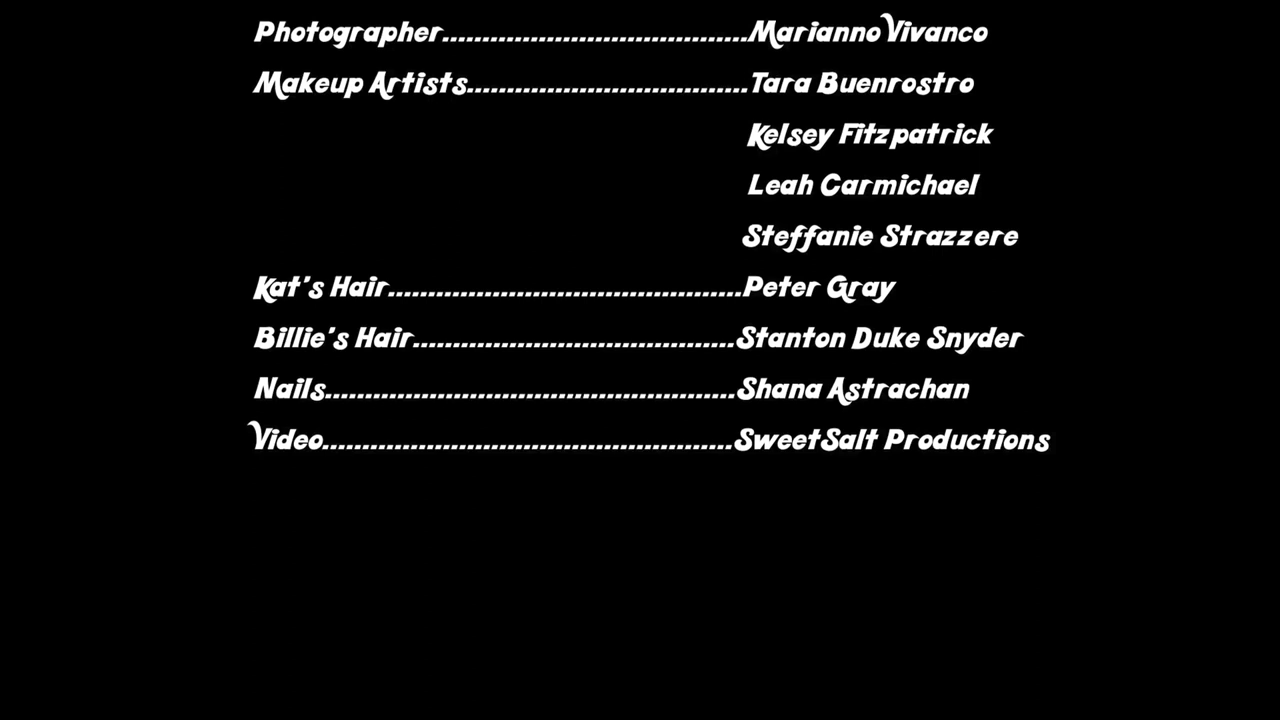 Photographer......................................Marianno Vivanco
Makeup Artists...................................Tara Buenrostro
Kelsey Fitzpatrick
Leah Carmichael
Steffanie Strazzere
Kat's Hair............................................Peter Gray
Billie's Hair........................................Stanton Duke Snyder
Nails...................................................Shana Astrachan
Video...................................................SweetSalt Productions